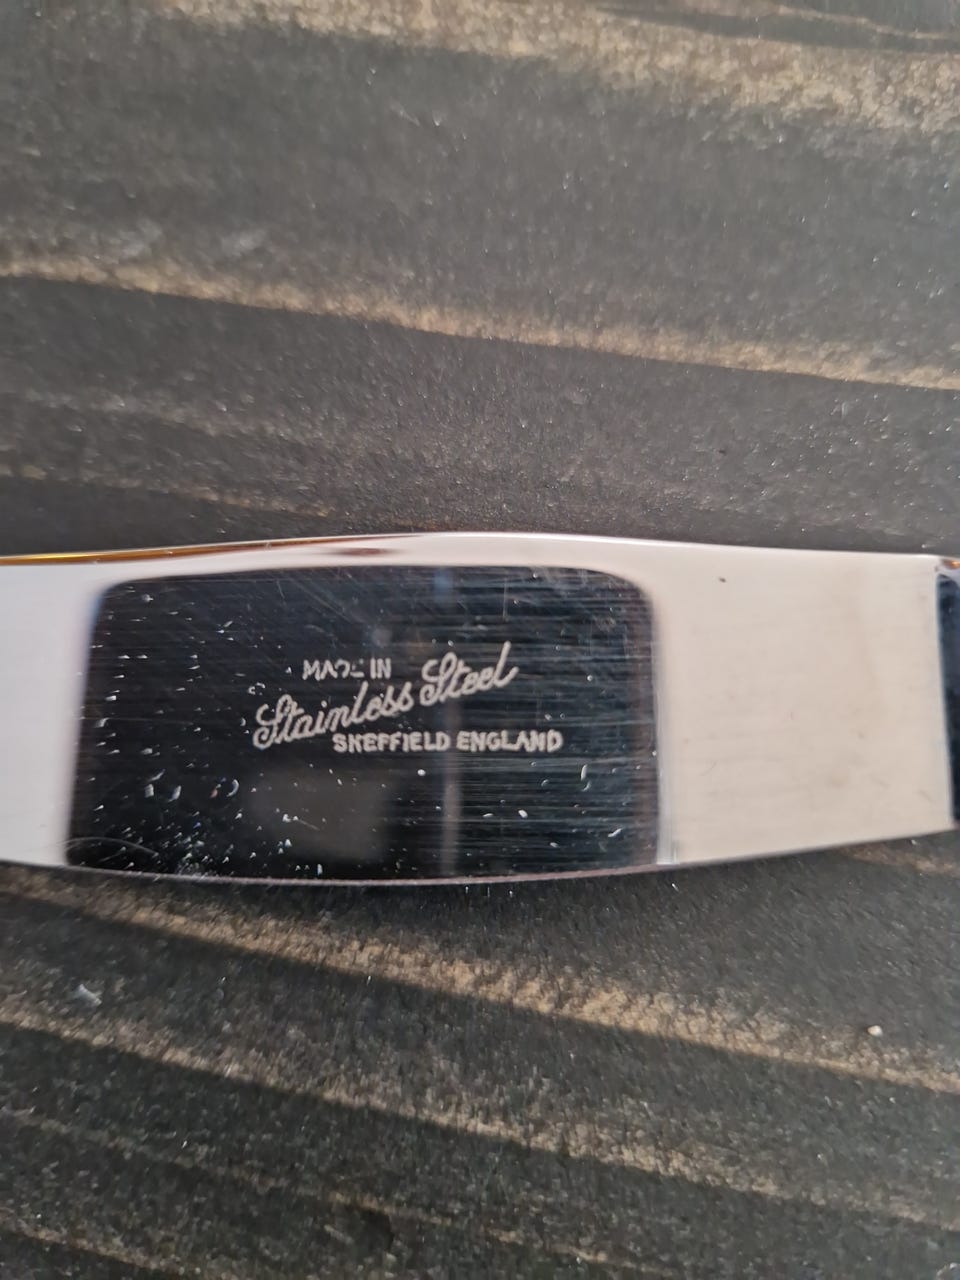 MADE IN
Stainless Steel
SHEFFIELD ENGLAND